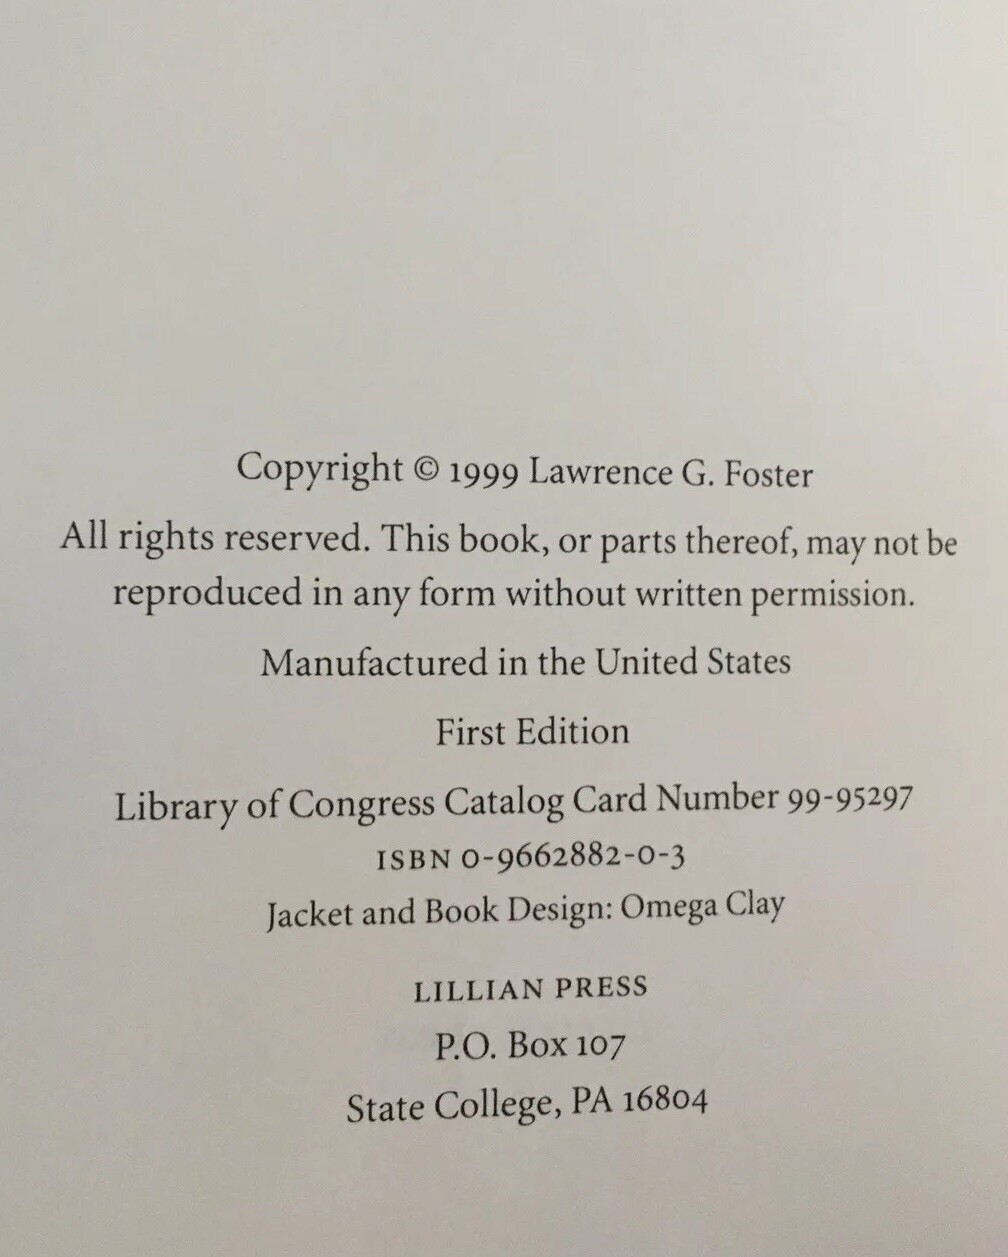 Copyright © 1999 Lawrence G. Foster
All rights reserved. This book, or parts thereof, may not be
reproduced in any form without written permission.
Manufactured in the United States
First Edition
Library of Congress Catalog Card Number 99-95297
ISBN 0-9662882-0-3
Jacket and Book Design: Omega Clay
LILLIAN PRESS
P.O. Box 107
State College, PA 16804